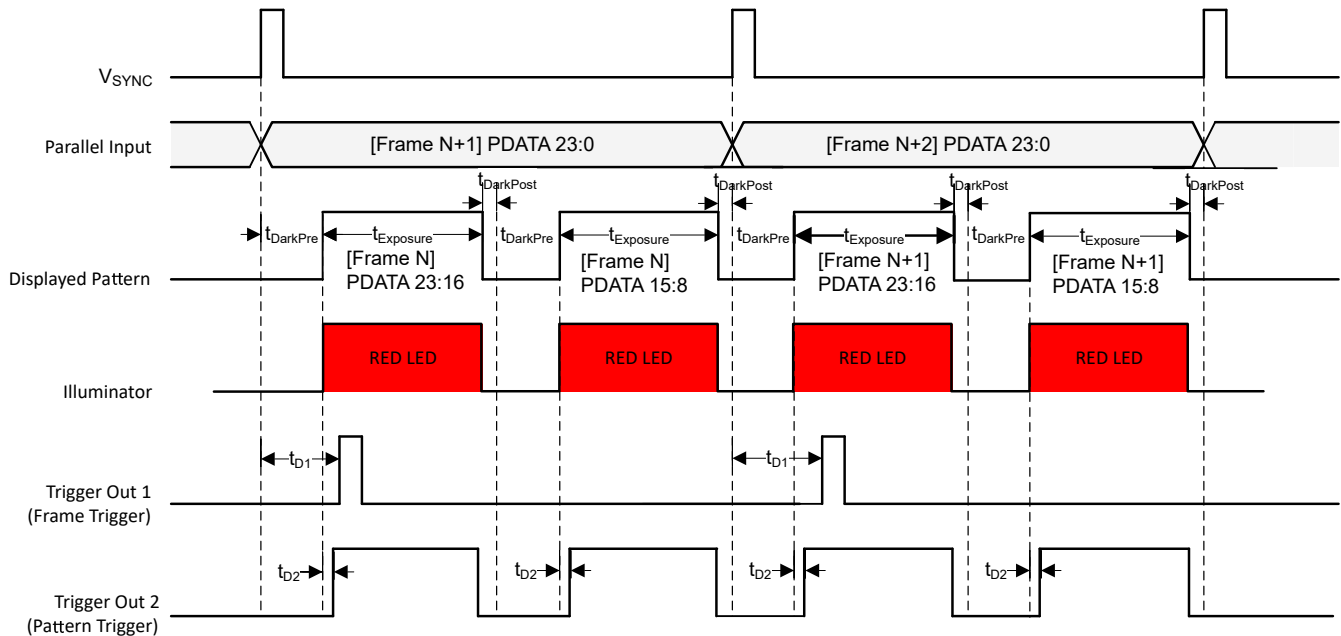 VSYNC
Parallel Input
[Frame N+1] PDATA 23:0
[Frame N+2] PDATA 23:0
tDarkPost
tDarkPost
tDarkPost
tDarkPost
Displayed Pattern
tDarkPre
tExposure
tDarkPre
tExposure
tDarkPre
tExposure
tDarkPre
tExposure
[Frame N]
PDATA 23:16
[Frame N]
PDATA 15:8
[Frame N+1]
PDATA 23:16
[Frame N+1]
PDATA 15:8
Illuminator
RED LED
RED LED
RED LED
RED LED
Trigger Out 1
(Frame Trigger)
tD1
tD1
Trigger Out 2
(Pattern Trigger)
tD2
tD2
tD2
tD2